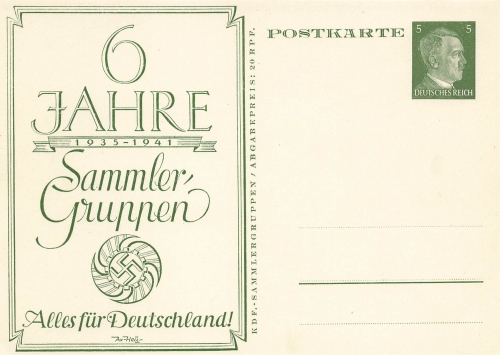 6
JAHRE
1935-1941
Sammler-
Gruppen
Alles für Deutschland!
KDF.-SAMMLERGRUPPEN / ABGABEPREIS: 20 RPF.
POSTKARTE
5 5
DEUTSCHES REICH